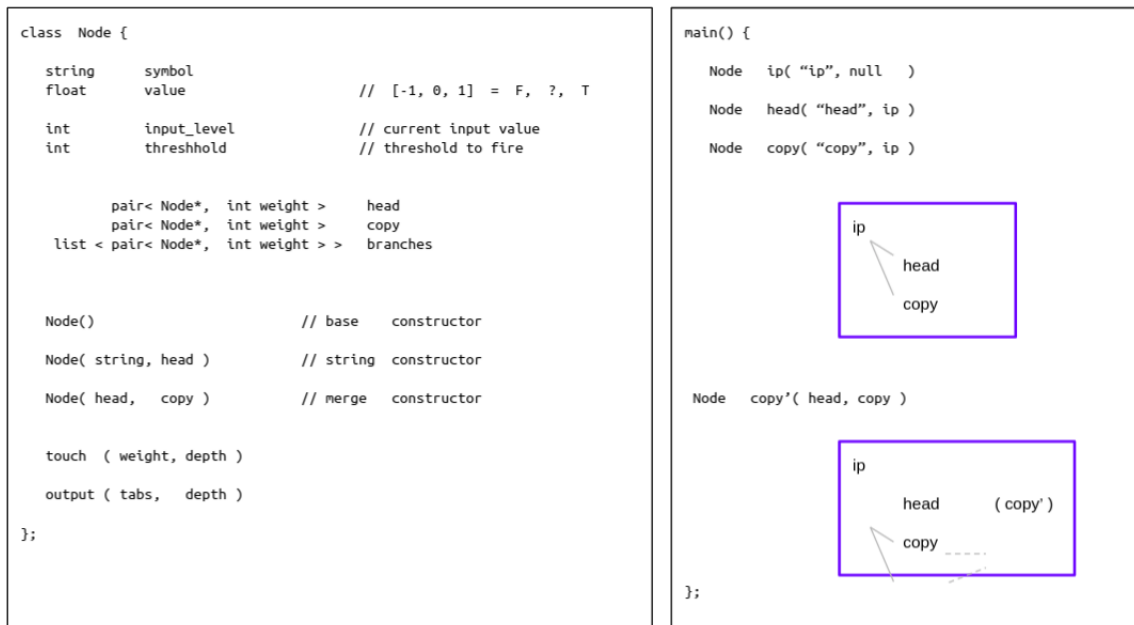 class Node {
string symbol
float value // [-1, 0, 1] = F, ?, T
int input_level // current input value
int threshhold // threshold to fire
pair< Node*, int weight > head
pair< Node*, int weight > copy
list < pair< Node*, int weight > > branches
Node() // base constructor
Node( string, head ) // string constructor
Node( head, copy ) // merge constructor
touch ( weight, depth )
output ( tabs, depth )
};
main() {
Node ip( “ip”, null )
Node head( “head”, ip )
Node copy( “copy”, ip )
ip
head
copy
Node copy’( head, copy )
ip
head ( copy' )
copy
};